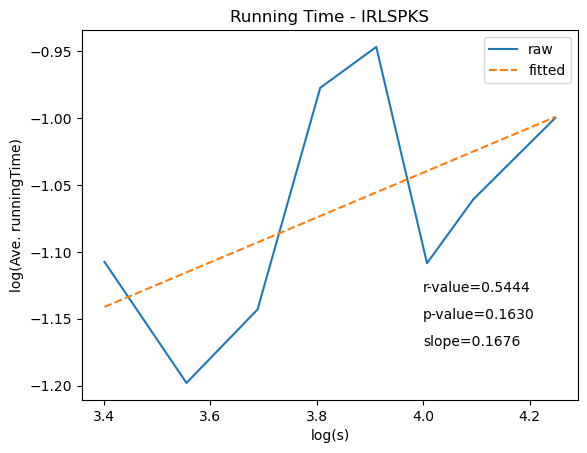 Running Time - IRLSPKS
raw
fitted
log(Ave. runningTime)
−0.95
−1.00
−1.05
−1.10
−1.15
−1.20
r-value=0.5444
p-value=0.1630
slope=0.1676
3.4
3.6
3.8
4.0
4.2
log(s)